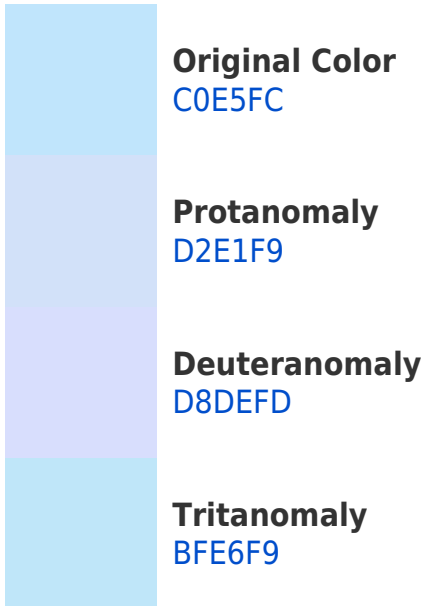 Original Color
C0E5FC
Protanomaly
D2E1F9
Deuteranomaly
D8DEFD
Tritanomaly
BFE6F9